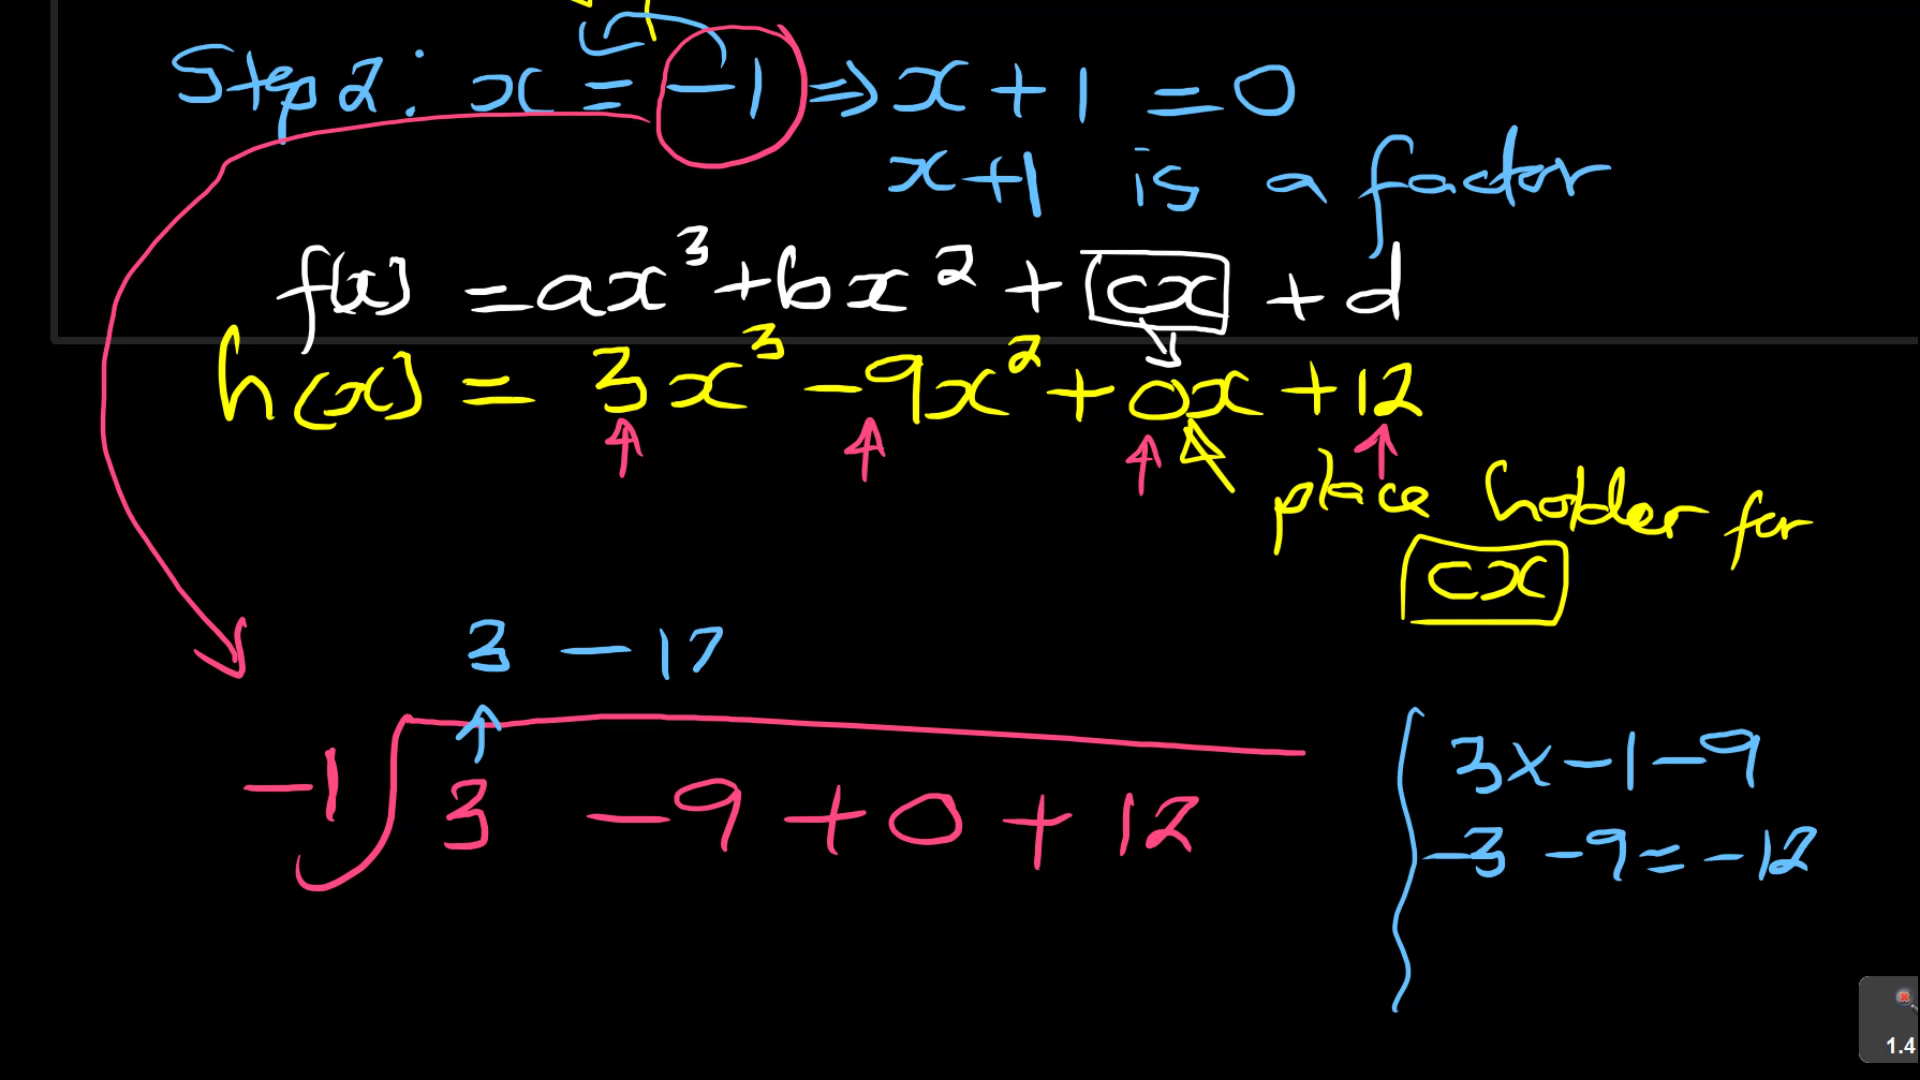 Step 2: x = -1 ⇒ x + 1 = 0
x+1 is a factor
f(x) = ax³ + bx² + cx + d
h(x) = 3x³ - 9x² + 0x + 12
place holder for
cx
3 - 12
-1 3 - 9 + 0 + 12
3x-1-9
-3 -9 = -12
1.4